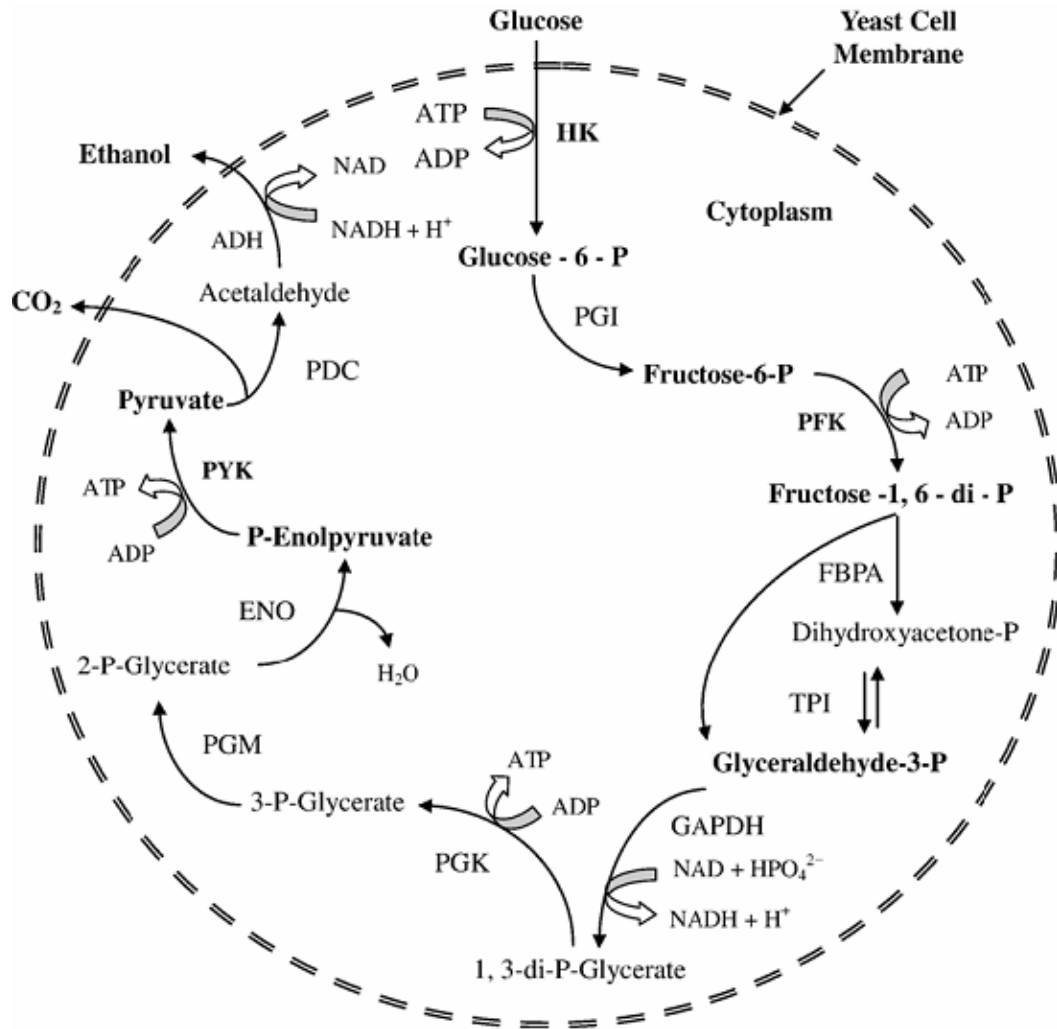 Glucose
Yeast Cell
Membrane
ATP
HK
ADP
Ethanol
NAD
NADH + H⁺
ADH
Cytoplasm
Glucose - 6 - P
Acetaldehyde
CO₂
PGI
PDC
Fructose-6-P
ATP
Pyruvate
PFK
ADP
PYK
ATP
Fructose -1, 6 - di - P
ADP
P-Enolpyruvate
FBPA
ENO
Dihydroxyacetone-P
2-P-Glycerate
H₂O
TPI
PGM
Glyceraldehyde-3-P
ATP
3-P-Glycerate
ADP
GAPDH
PGK
NAD + HPO₄²⁻
NADH + H⁺
1, 3-di-P-Glycerate